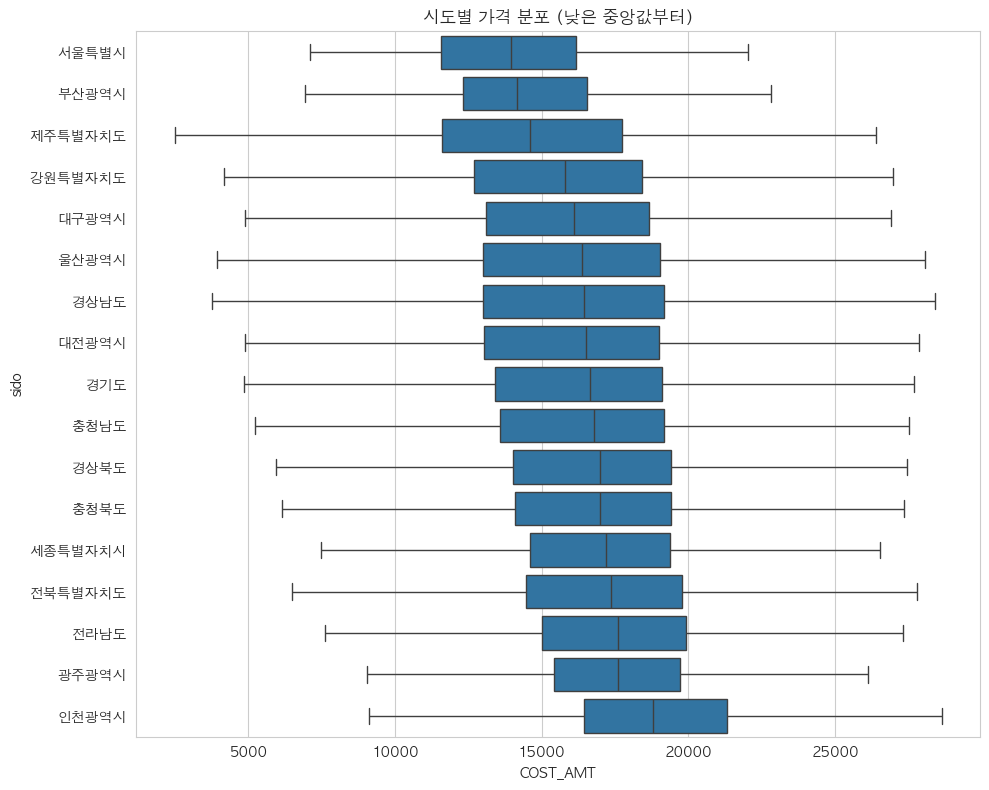 시도별 가격 분포 (낮은 중앙값부터)
서울특별시
부산광역시
제주특별자치도
강원특별자치도
대구광역시
울산광역시
경상남도
대전광역시
경기도
충청남도
경상북도
충청북도
세종특별자치시
전북특별자치도
전라남도
광주광역시
인천광역시
sido
5000 10000 15000 20000 25000
COST_AMT